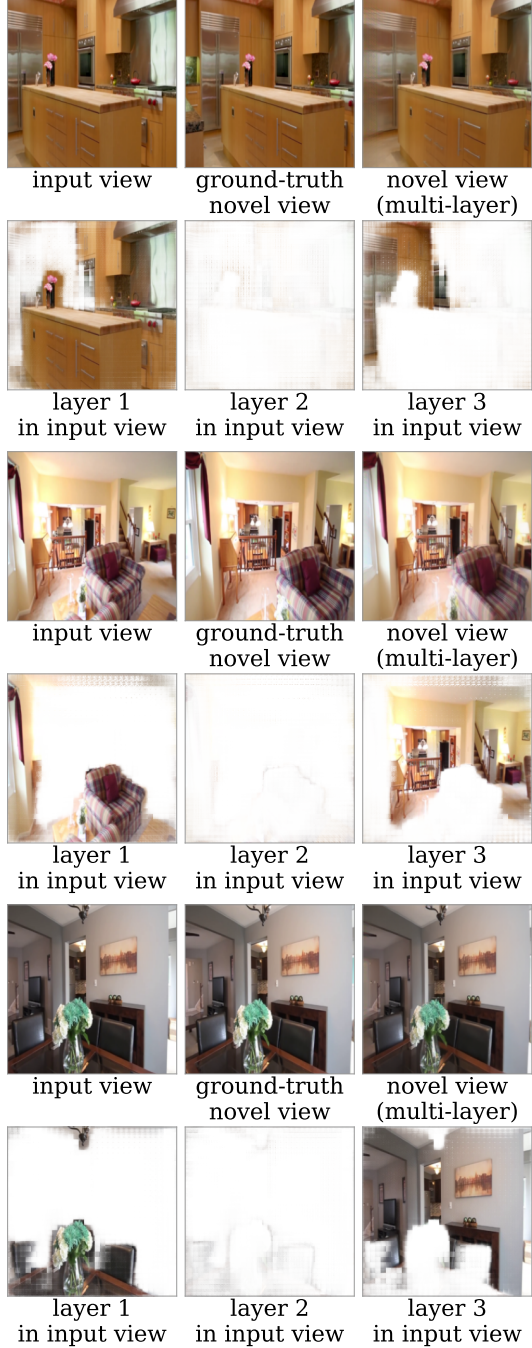 input view
ground-truth
novel view
novel view
(multi-layer)
layer 1
in input view
layer 2
in input view
layer 3
in input view
input view
ground-truth
novel view
novel view
(multi-layer)
layer 1
in input view
layer 2
in input view
layer 3
in input view
input view
ground-truth
novel view
novel view
(multi-layer)
layer 1
in input view
layer 2
in input view
layer 3
in input view